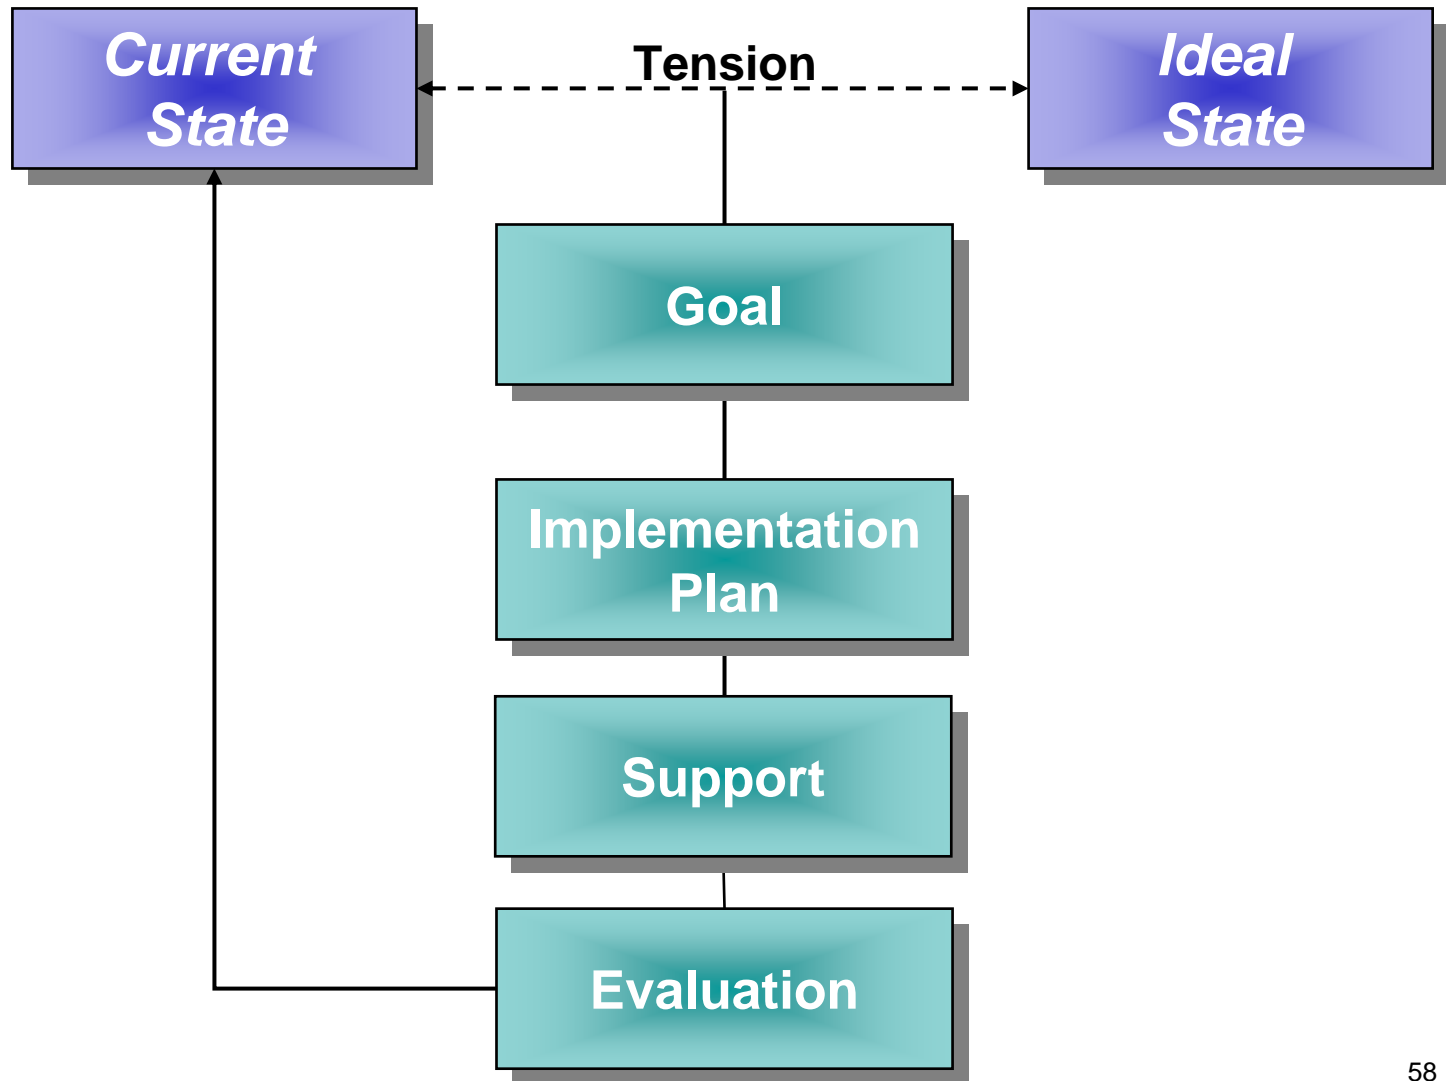 Current
State
Tension
Ideal
State
Goal
Implementation
Plan
Support
Evaluation
58